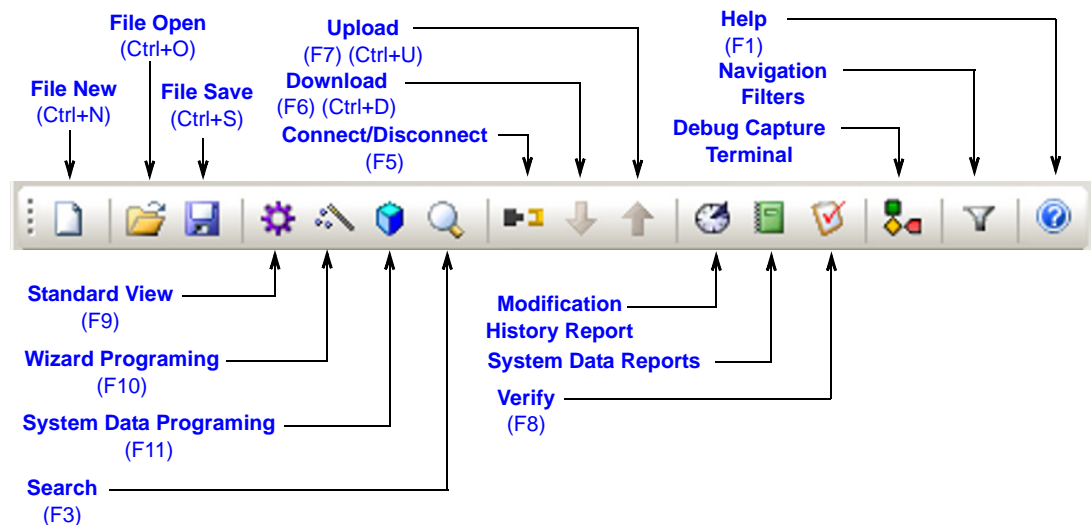 File Open
(Ctrl+O)
File New
(Ctrl+N)
File Save
(Ctrl+S)
Upload
(F7) (Ctrl+U)
Download
(F6) (Ctrl+D)
Connect/Disconnect
(F5)
Help
(F1)
Navigation
Filters
Debug Capture
Terminal
Standard View
(F9)
Wizard Programing
(F10)
System Data Programing
(F11)
Search
(F3)
Modification
History Report
System Data Reports
Verify
(F8)